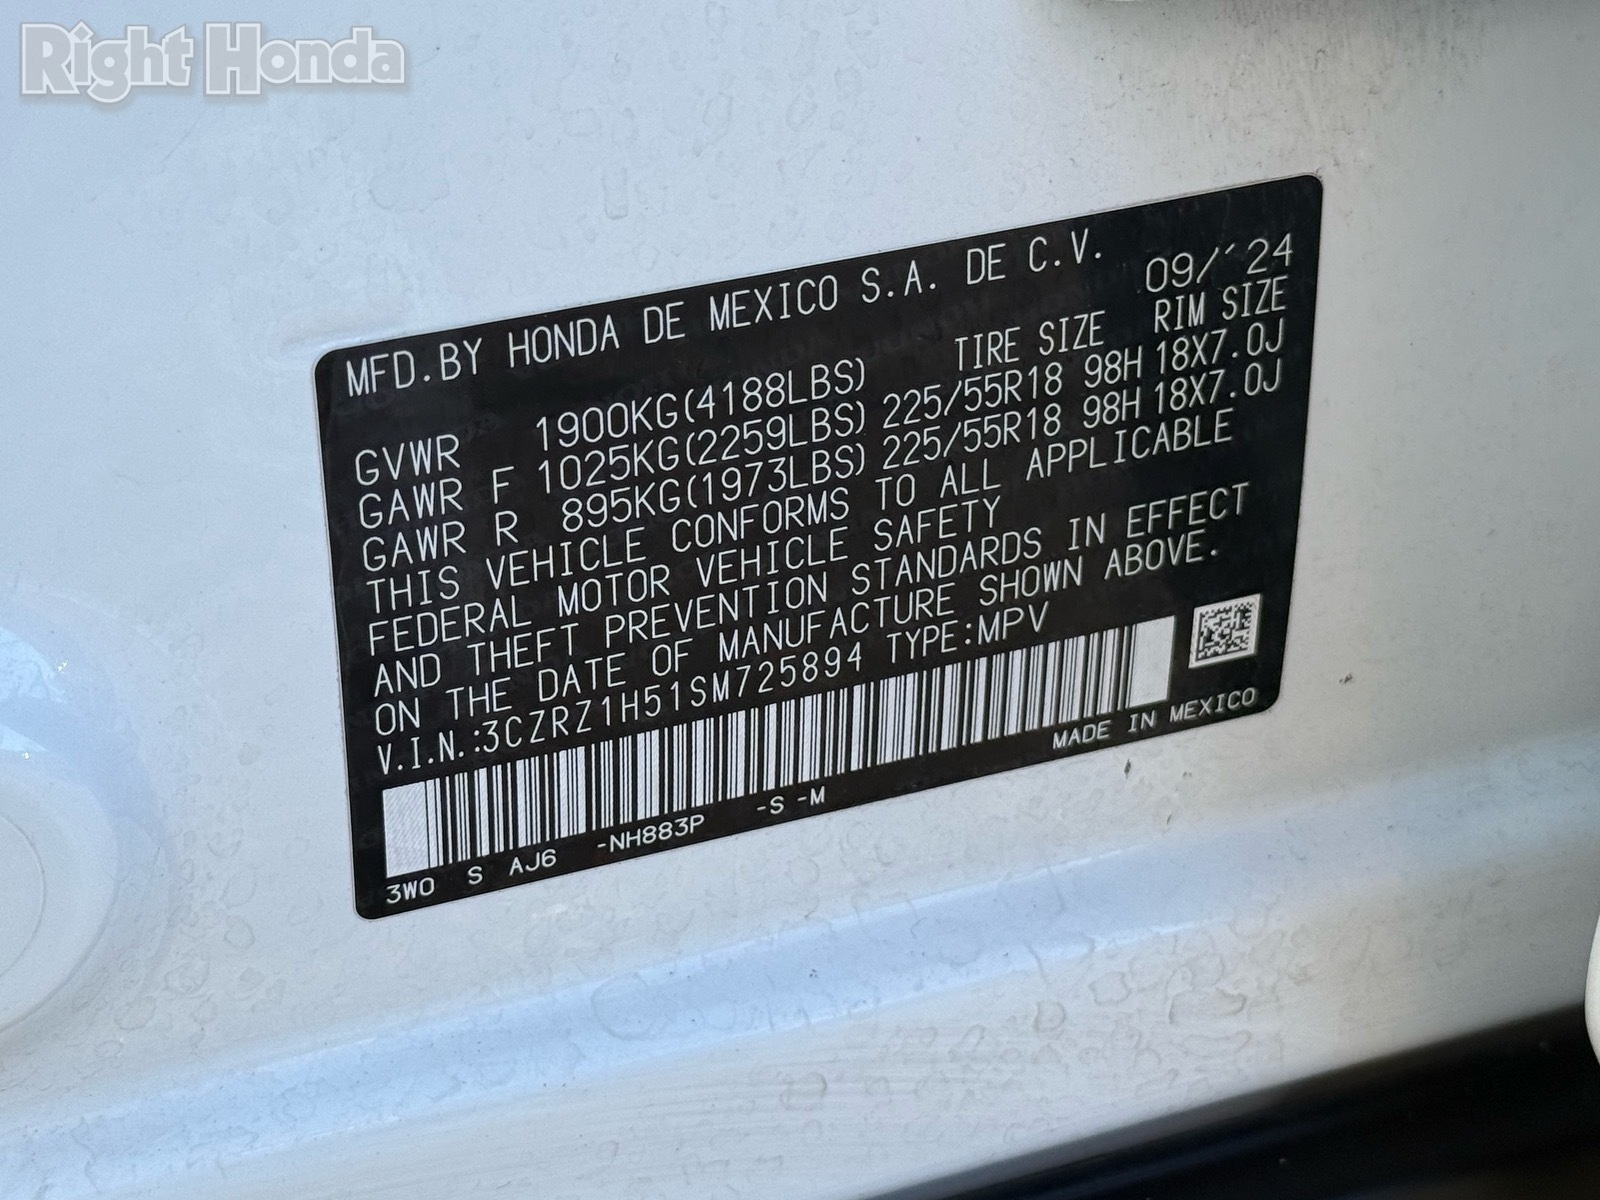 Right Honda
MFD.BY HONDA DE MEXICO S.A. DE C.V. 09/´24
TIRE SIZE RIM SIZE
GVWR 1900KG(4188LBS)
GAWR F 1025KG(2259LBS) 225/55R18 98H 18X7.0J
GAWR R 895KG(1973LBS) 225/55R18 98H 18X7.0J
THIS VEHICLE CONFORMS TO ALL APPLICABLE
FEDERAL MOTOR VEHICLE SAFETY
AND THEFT PREVENTION STANDARDS IN EFFECT
ON THE DATE OF MANUFACTURE SHOWN ABOVE.
V.I.N.:3CZRZ1H51SM725894 TYPE:MPV
MADE IN MEXICO
3W0 S AJ6 -NH883P -S -M